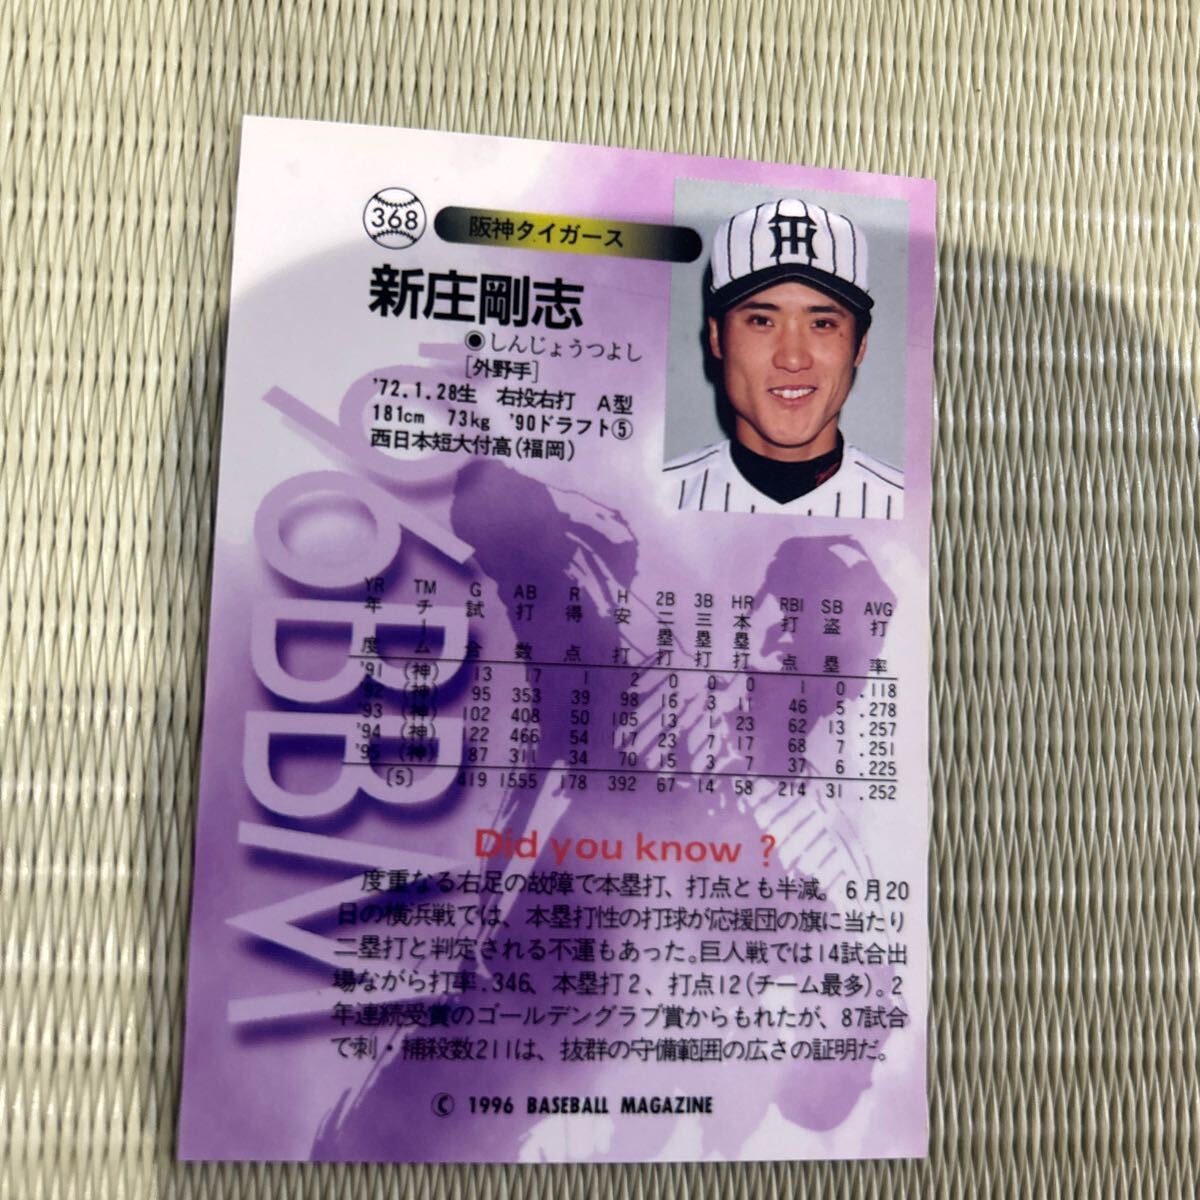 368
阪神タイガース
新庄剛志
◉しんじょうつよし
[外野手]
'72.1.28生 右投右打 A型
181cm 73kg '90ドラフト⑤
西日本短大付高(福岡)
'96BBM
YR TM G AB R H 2B 3B HR RBI SB AVG
年度 チーム 試合 打数 得点 安打 二塁打 三塁打 本塁打 打点 盗塁 打率
'91 (神) 13 17 1 2 0 0 0 1 0 .118
'92 (神) 95 353 39 98 16 3 11 46 5 .278
'93 (神) 102 408 50 105 13 1 23 62 13 .257
'94 (神) 122 466 54 117 23 7 17 68 7 .251
'95 (神) 87 311 34 70 15 3 7 37 6 .225
(5) 419 1555 178 392 67 14 58 214 31 .252
Did you know ?
度重なる右足の故障で本塁打、打点とも半減。6月20
日の横浜戦では、本塁打性の打球が応援団の旗に当たり
二塁打と判定される不運もあった。巨人戦では14試合出
場ながら打率.346、本塁打2、打点12(チーム最多)。2
年連続受賞のゴールデングラブ賞からもれたが、87試合
で刺・補殺数211は、抜群の守備範囲の広さの証明だ。
© 1996 BASEBALL MAGAZINE